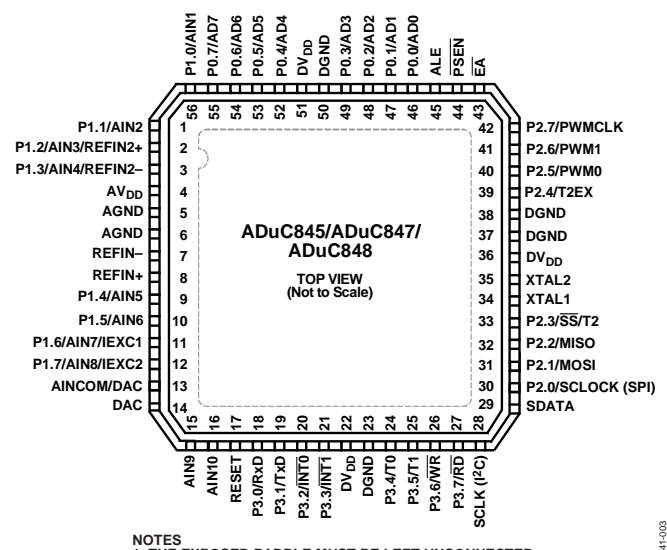 P1.0/AIN1
P0.7/AD7
P0.6/AD6
P0.5/AD5
P0.4/AD4
DVDD
DGND
P0.3/AD3
P0.2/AD2
P0.1/AD1
P0.0/AD0
ALE
PSEN
EA
56 55 54 53 52 51 50 49 48 47 46 45 44 43
P1.1/AIN2 1
P1.2/AIN3/REFIN2+ 2
P1.3/AIN4/REFIN2– 3
AVDD 4
AGND 5
AGND 6
REFIN– 7
REFIN+ 8
P1.4/AIN5 9
P1.5/AIN6 10
P1.6/AIN7/IEXC1 11
P1.7/AIN8/IEXC2 12
AINCOM/DAC 13
DAC 14
ADuC845/ADuC847/
ADuC848
TOP VIEW
(Not to Scale)
42 P2.7/PWMCLK
41 P2.6/PWM1
40 P2.5/PWM0
39 P2.4/T2EX
38 DGND
37 DGND
36 DVDD
35 XTAL2
34 XTAL1
33 P2.3/SS/T2
32 P2.2/MISO
31 P2.1/MOSI
30 P2.0/SCLOCK (SPI)
29 SDATA
15 16 17 18 19 20 21 22 23 24 25 26 27 28
AIN9
AIN10
RESET
P3.0/RxD
P3.1/TxD
P3.2/INT0
P3.3/INT1
DVDD
DGND
P3.4/T0
P3.5/T1
P3.6/WR
P3.7/RD
SCLK (I2C)
NOTES
1. THE EXPOSED PADDLE MUST BE LEFT UNCONNECTED
41-003